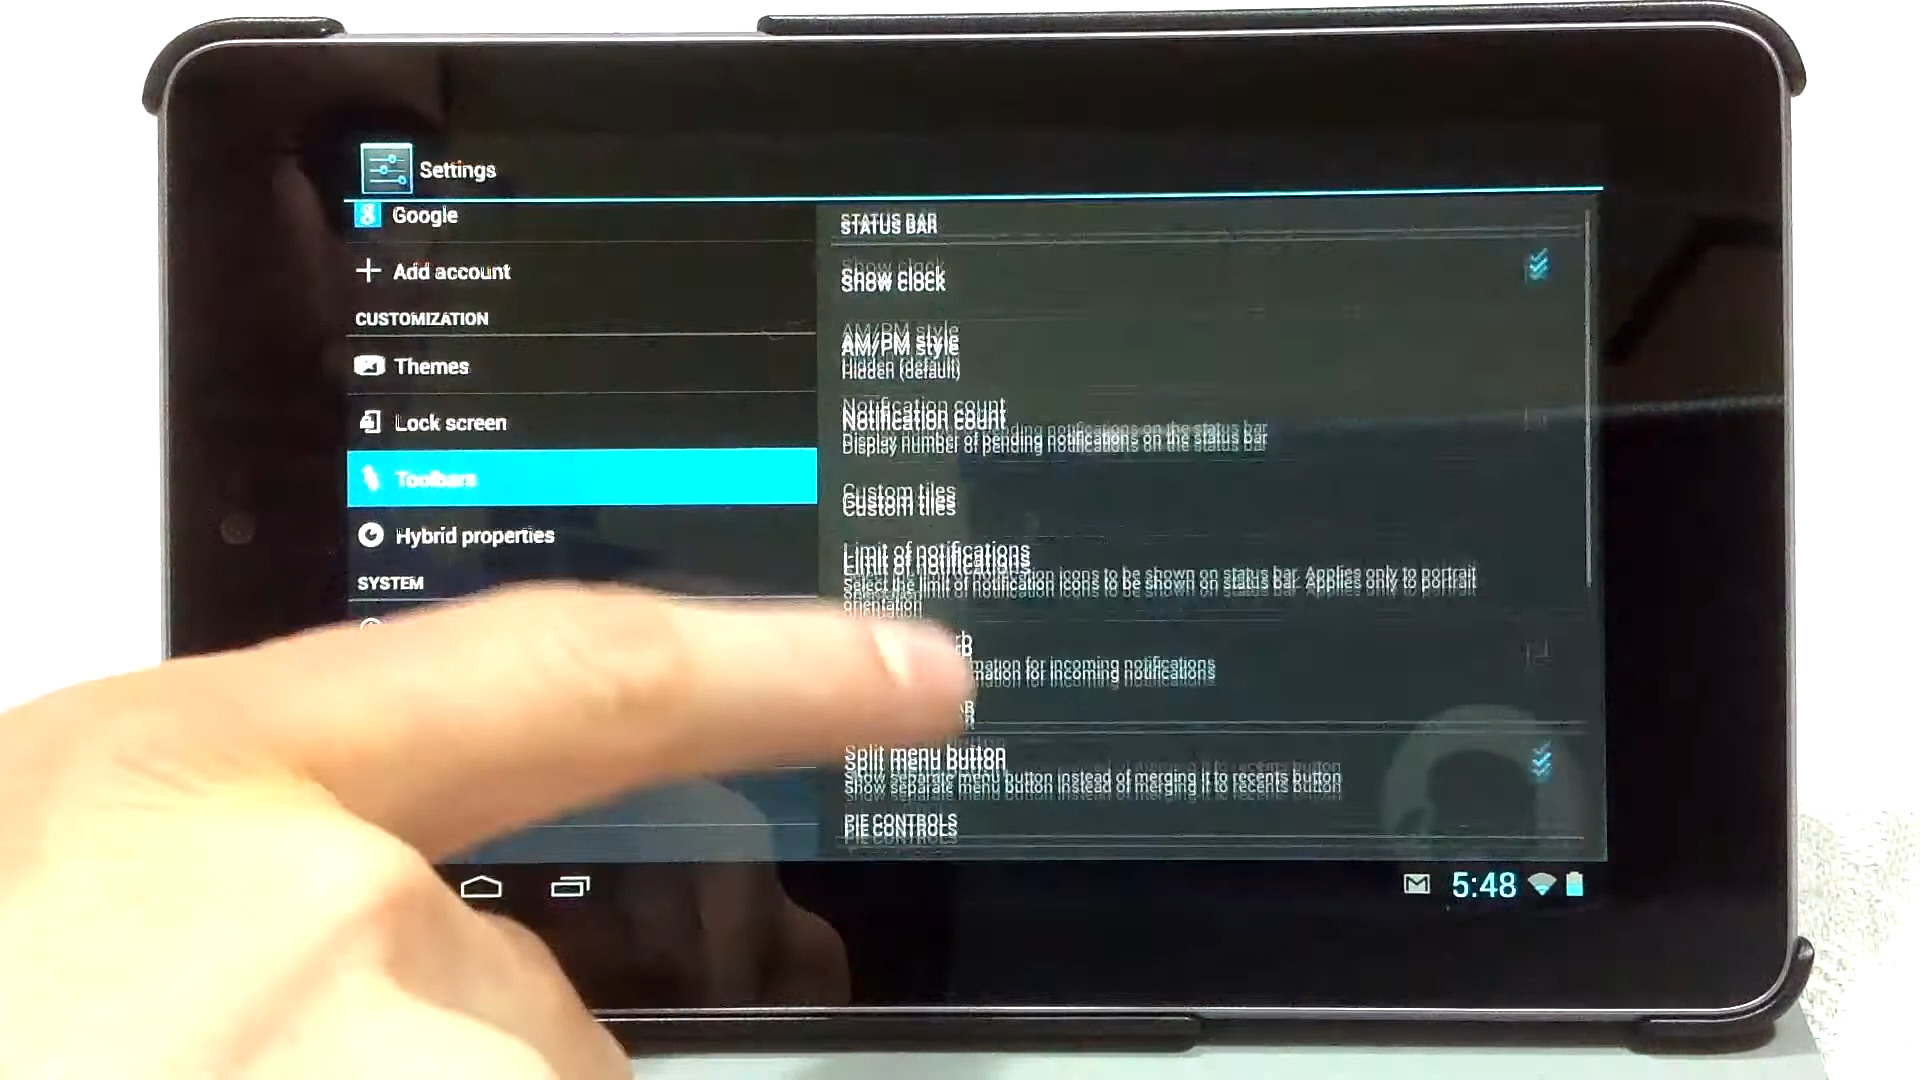 Settings
Google
Add account
CUSTOMIZATION
Themes
Lock screen
Toolbars
Hybrid properties
SYSTEM
STATUS BAR
Show clock
AM/PM style
Hidden (default)
Notification count
Display number of pending notifications on the status bar
Custom tiles
Limit of notifications
Select the limit of notification icons to be shown on status bar. Applies only to portrait
orientation
for incoming notifications
Split menu button
Show separate menu button instead of merging it to recents button
PIE CONTROLS
5:48